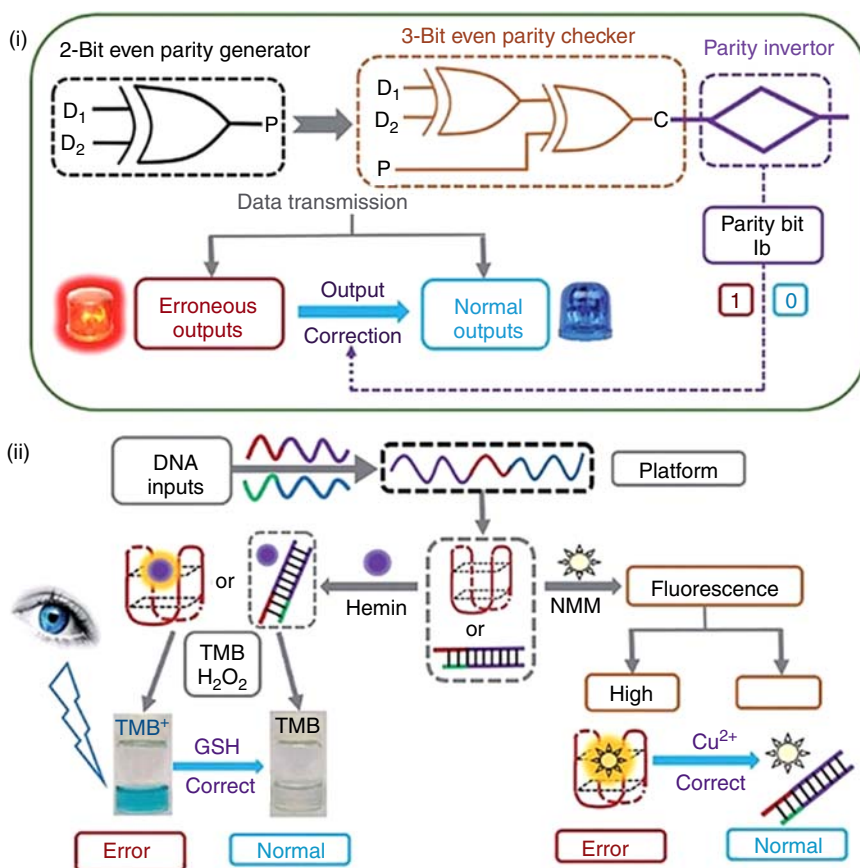 (i)
2-Bit even parity generator
3-Bit even parity checker
Parity invertor
D₁
D₂
P
D₁
D₂
P
C
Data transmission
Parity bit
Ib
Erroneous
outputs
Output
Correction
Normal
outputs
1
0
(ii)
DNA
inputs
Platform
or
Hemin
or
NMM
Fluorescence
TMB
H₂O₂
High
TMB⁺
GSH
Correct
TMB
Cu²⁺
Correct
Error
Normal
Error
Normal